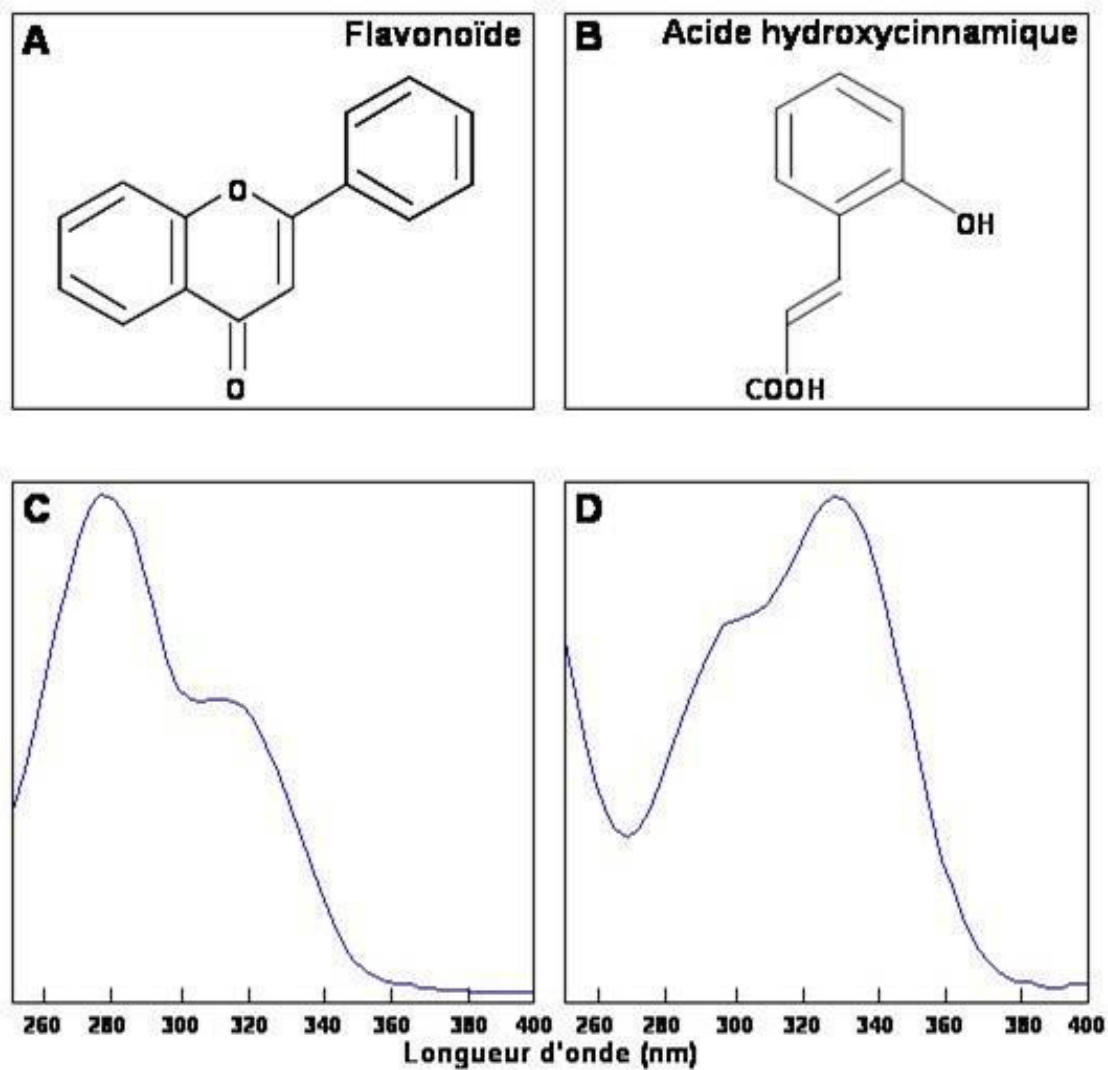 A Flavonoïde
O
O
B Acide hydroxycinnamique
OH
COOH
C
D
260 280 300 320 340 360 380 400
260 280 300 320 340 360 380 400
Longueur d'onde (nm)